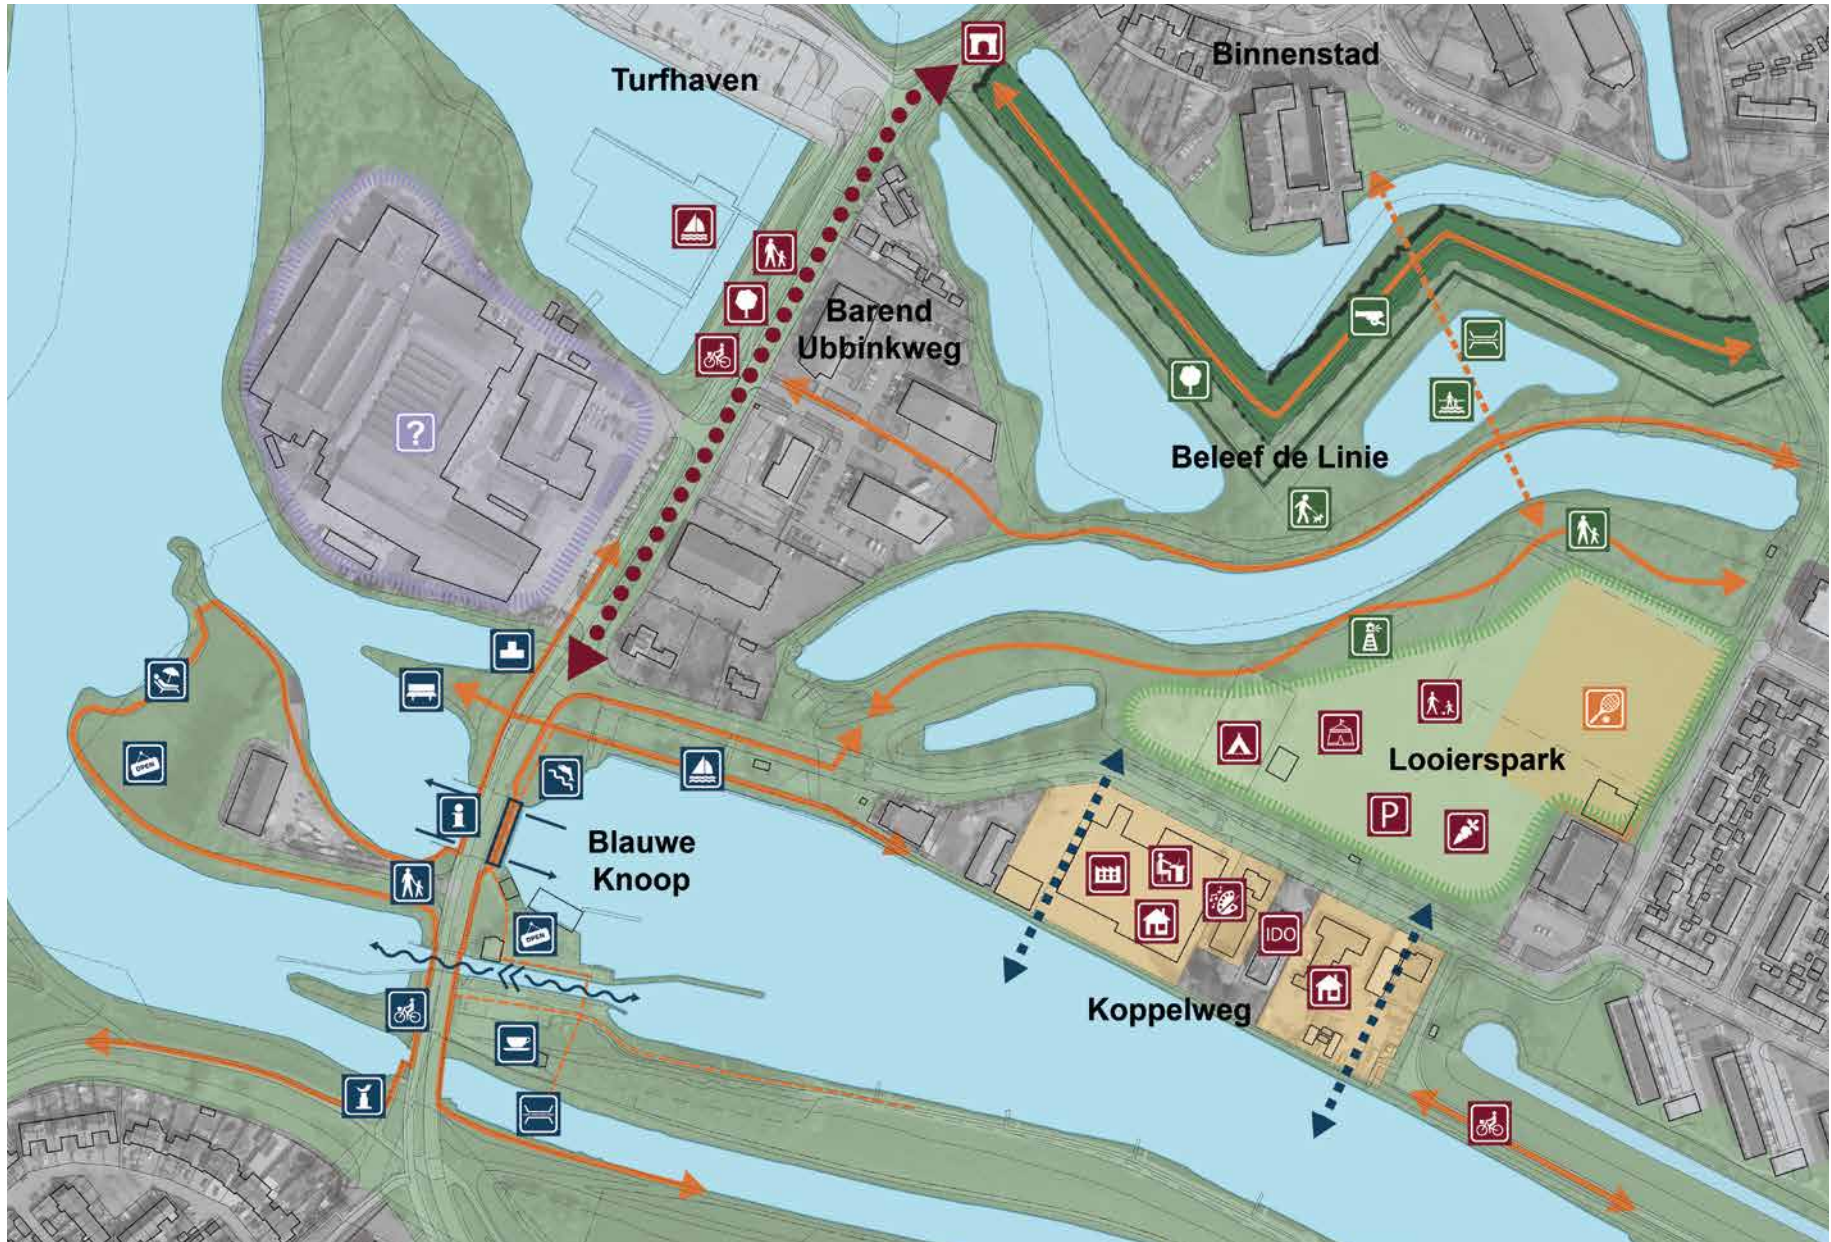 Binnenstad
Turfhaven
Barend
Ubbinkweg
?
Beleef de Linie
Looierspark
OPEN
P
i
Blauwe
Knoop
OPEN
IDO
Koppelweg